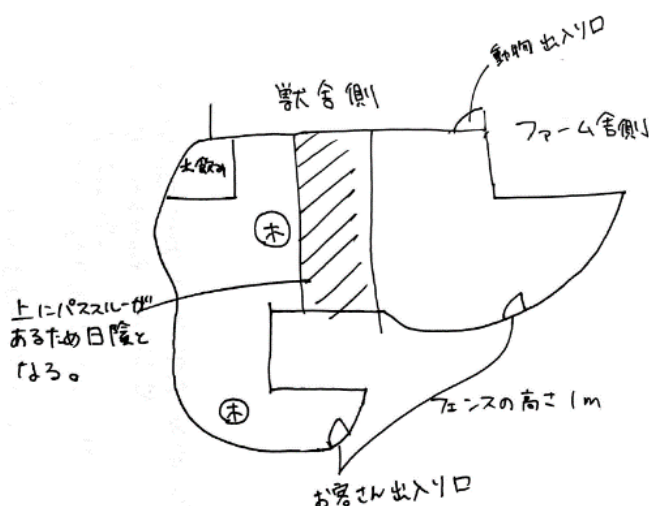 動物出入り口
獣舎側
ファーム舎側
水飲み
木
上にパススルーが
あるため日陰と
なる。
木
フェンスの高さ1m
お客さん出入り口